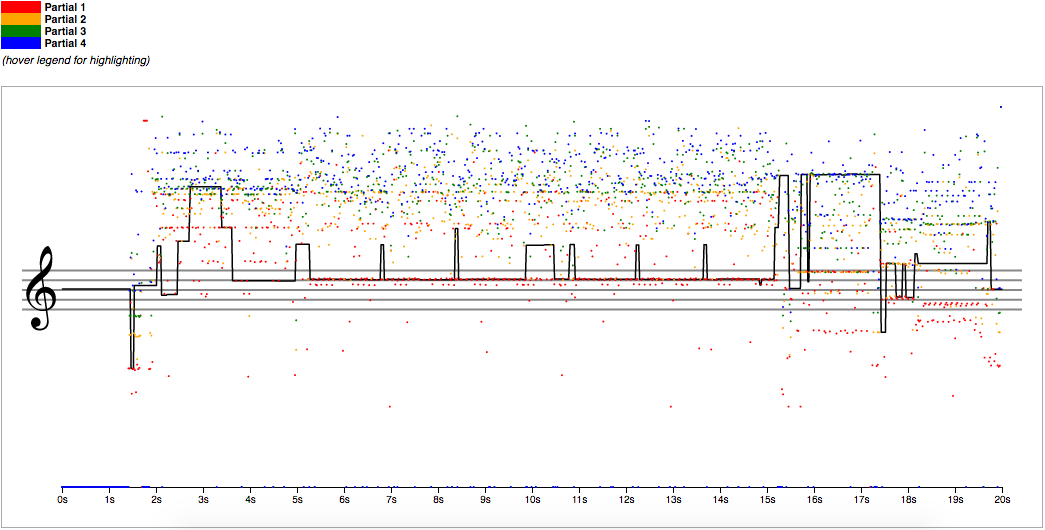 Partial 1
Partial 2
Partial 3
Partial 4
(hover legend for highlighting)
0s 1s 2s 3s 4s 5s 6s 7s 8s 9s 10s 11s 12s 13s 14s 15s 16s 17s 18s 19s 20s